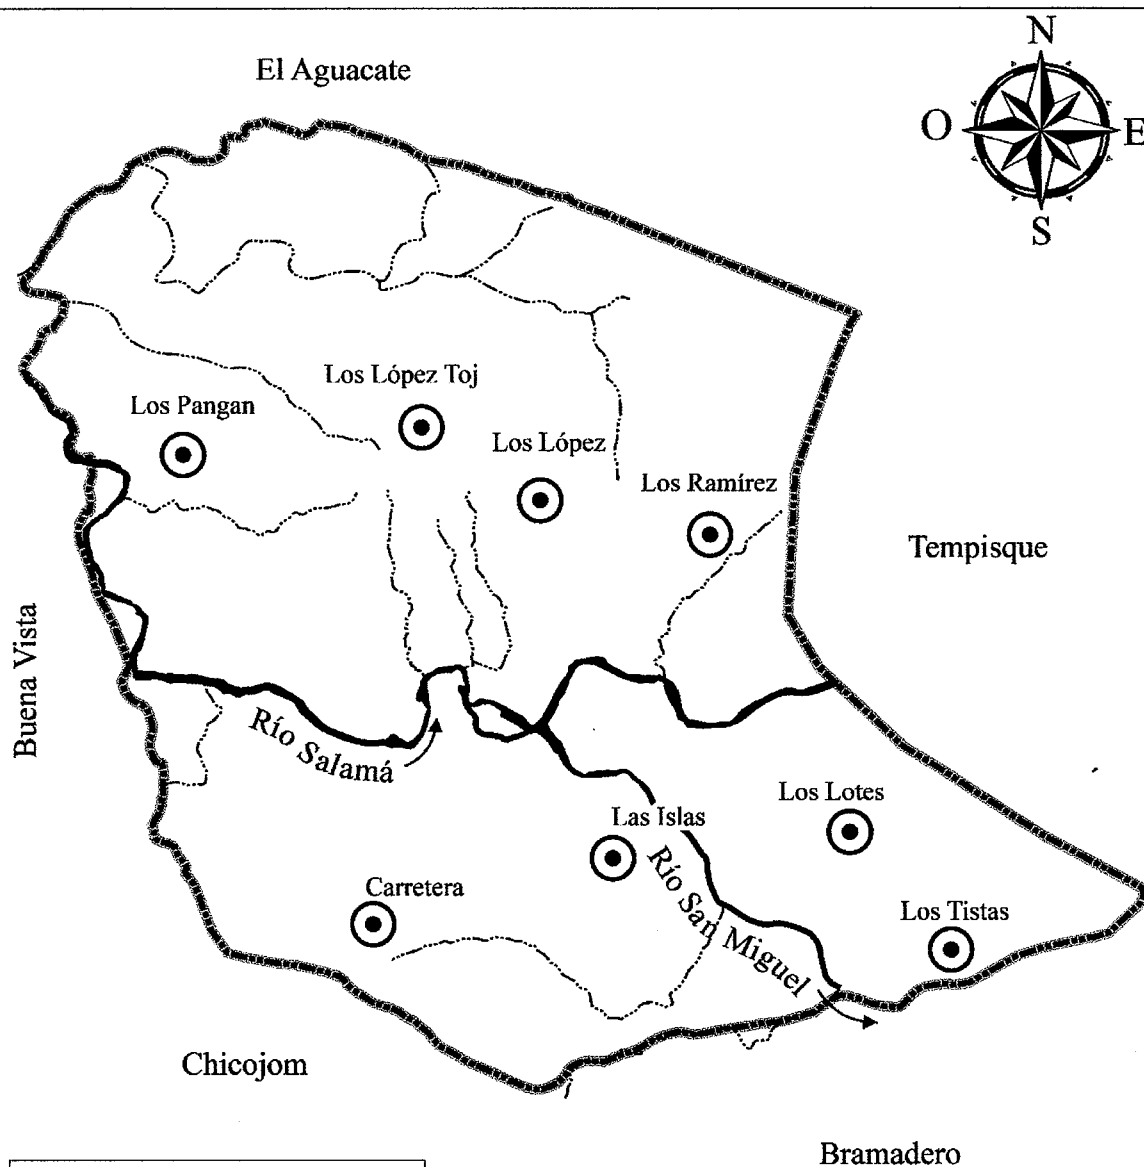 N
El Aguacate
O
E
S
Los López Toj
Los Pangan
Los López
Los Ramírez
Tempisque
Buena Vista
Río Salamá
Los Lotes
Las Islas
Río San Miguel
Carretera
Los Tistas
Chicojom
Bramadero